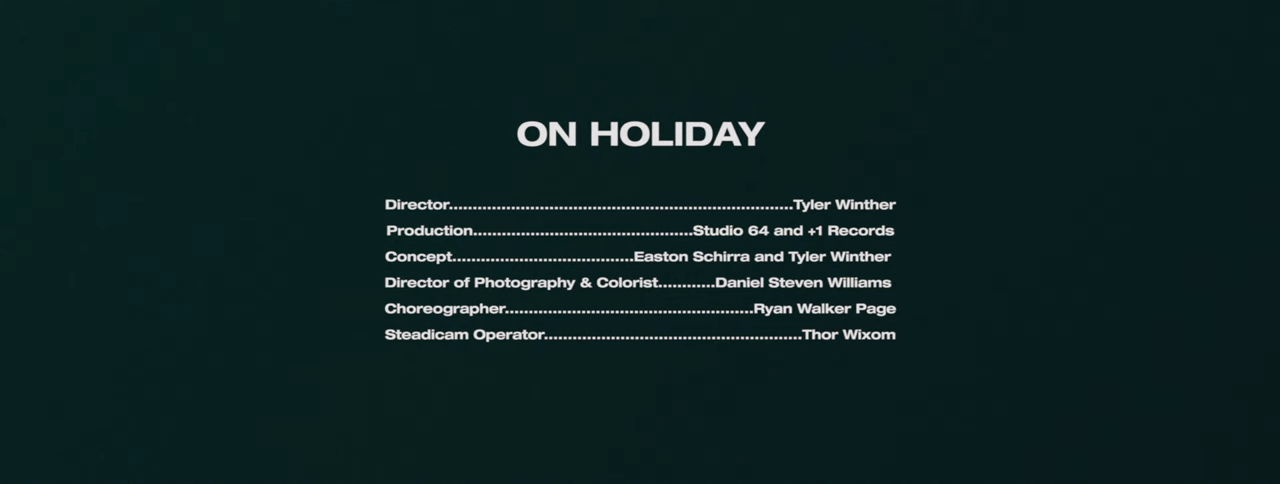 ON HOLIDAY
Director........................................................................Tyler Winther
Production..............................................Studio 64 and +1 Records
Concept......................................Easton Schirra and Tyler Winther
Director of Photography & Colorist............Daniel Steven Williams
Choreographer....................................................Ryan Walker Page
Steadicam Operator......................................................Thor Wixom